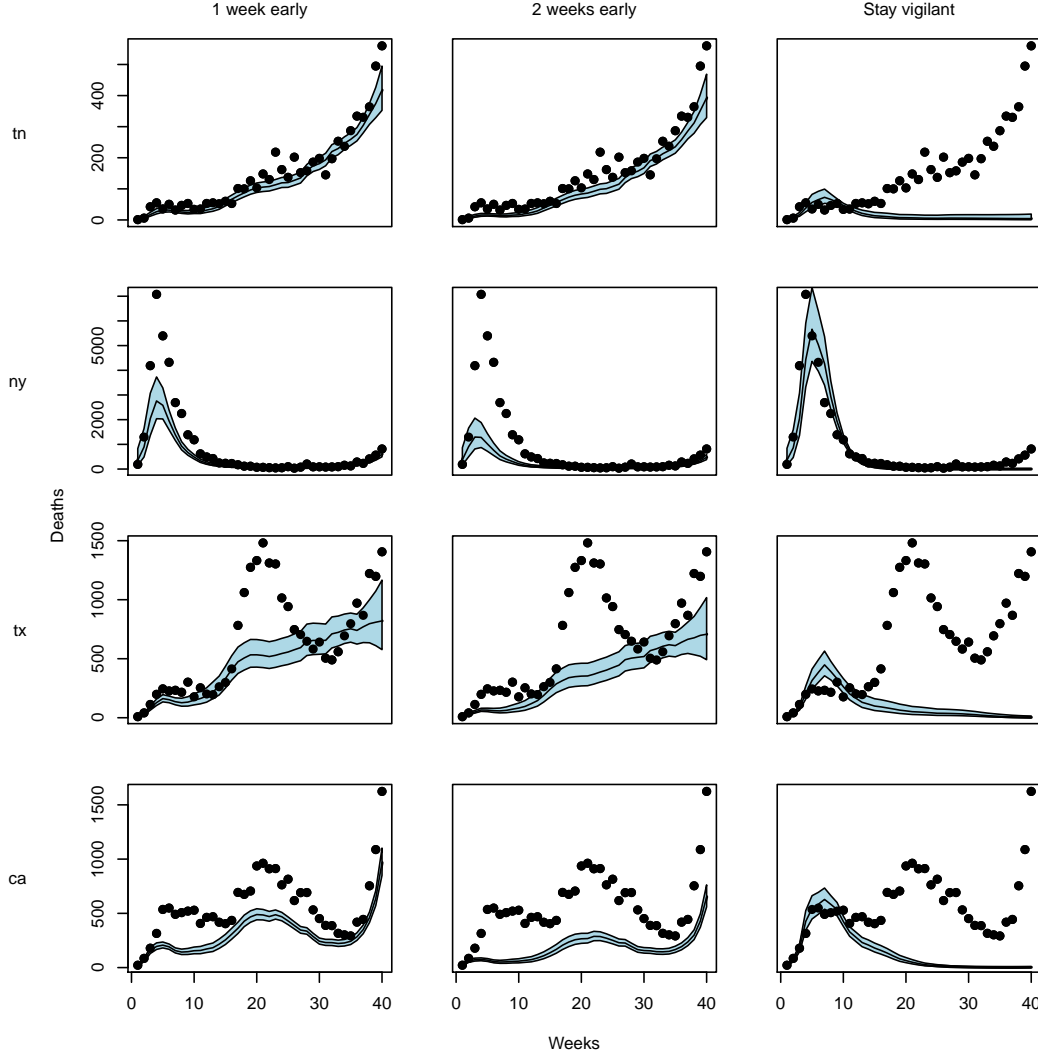 1 week early 2 weeks early Stay vigilant
tn
0 200 400
ny
0 2000 5000
Deaths
tx
0 500 1000 1500
ca
0 500 1000 1500
0 10 20 30 40 0 10 20 30 40 0 10 20 30 40
Weeks